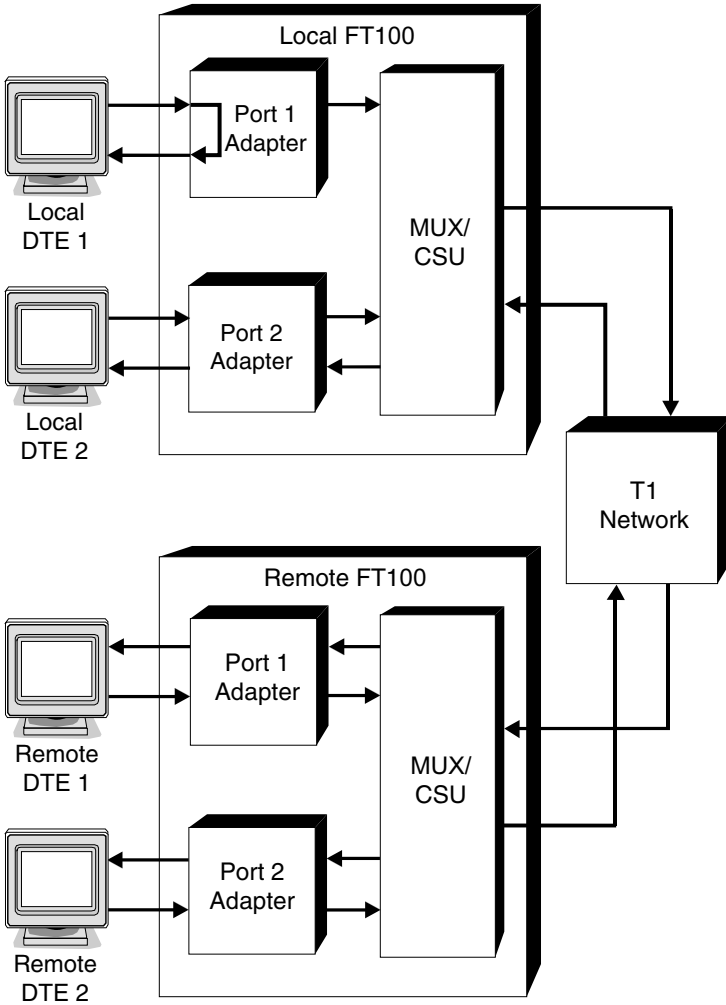 Local FT100
Port 1
Adapter
Local
DTE 1
MUX/
CSU
Port 2
Adapter
Local
DTE 2
T1
Network
Remote FT100
Port 1
Adapter
Remote
DTE 1
MUX/
CSU
Port 2
Adapter
Remote
DTE 2